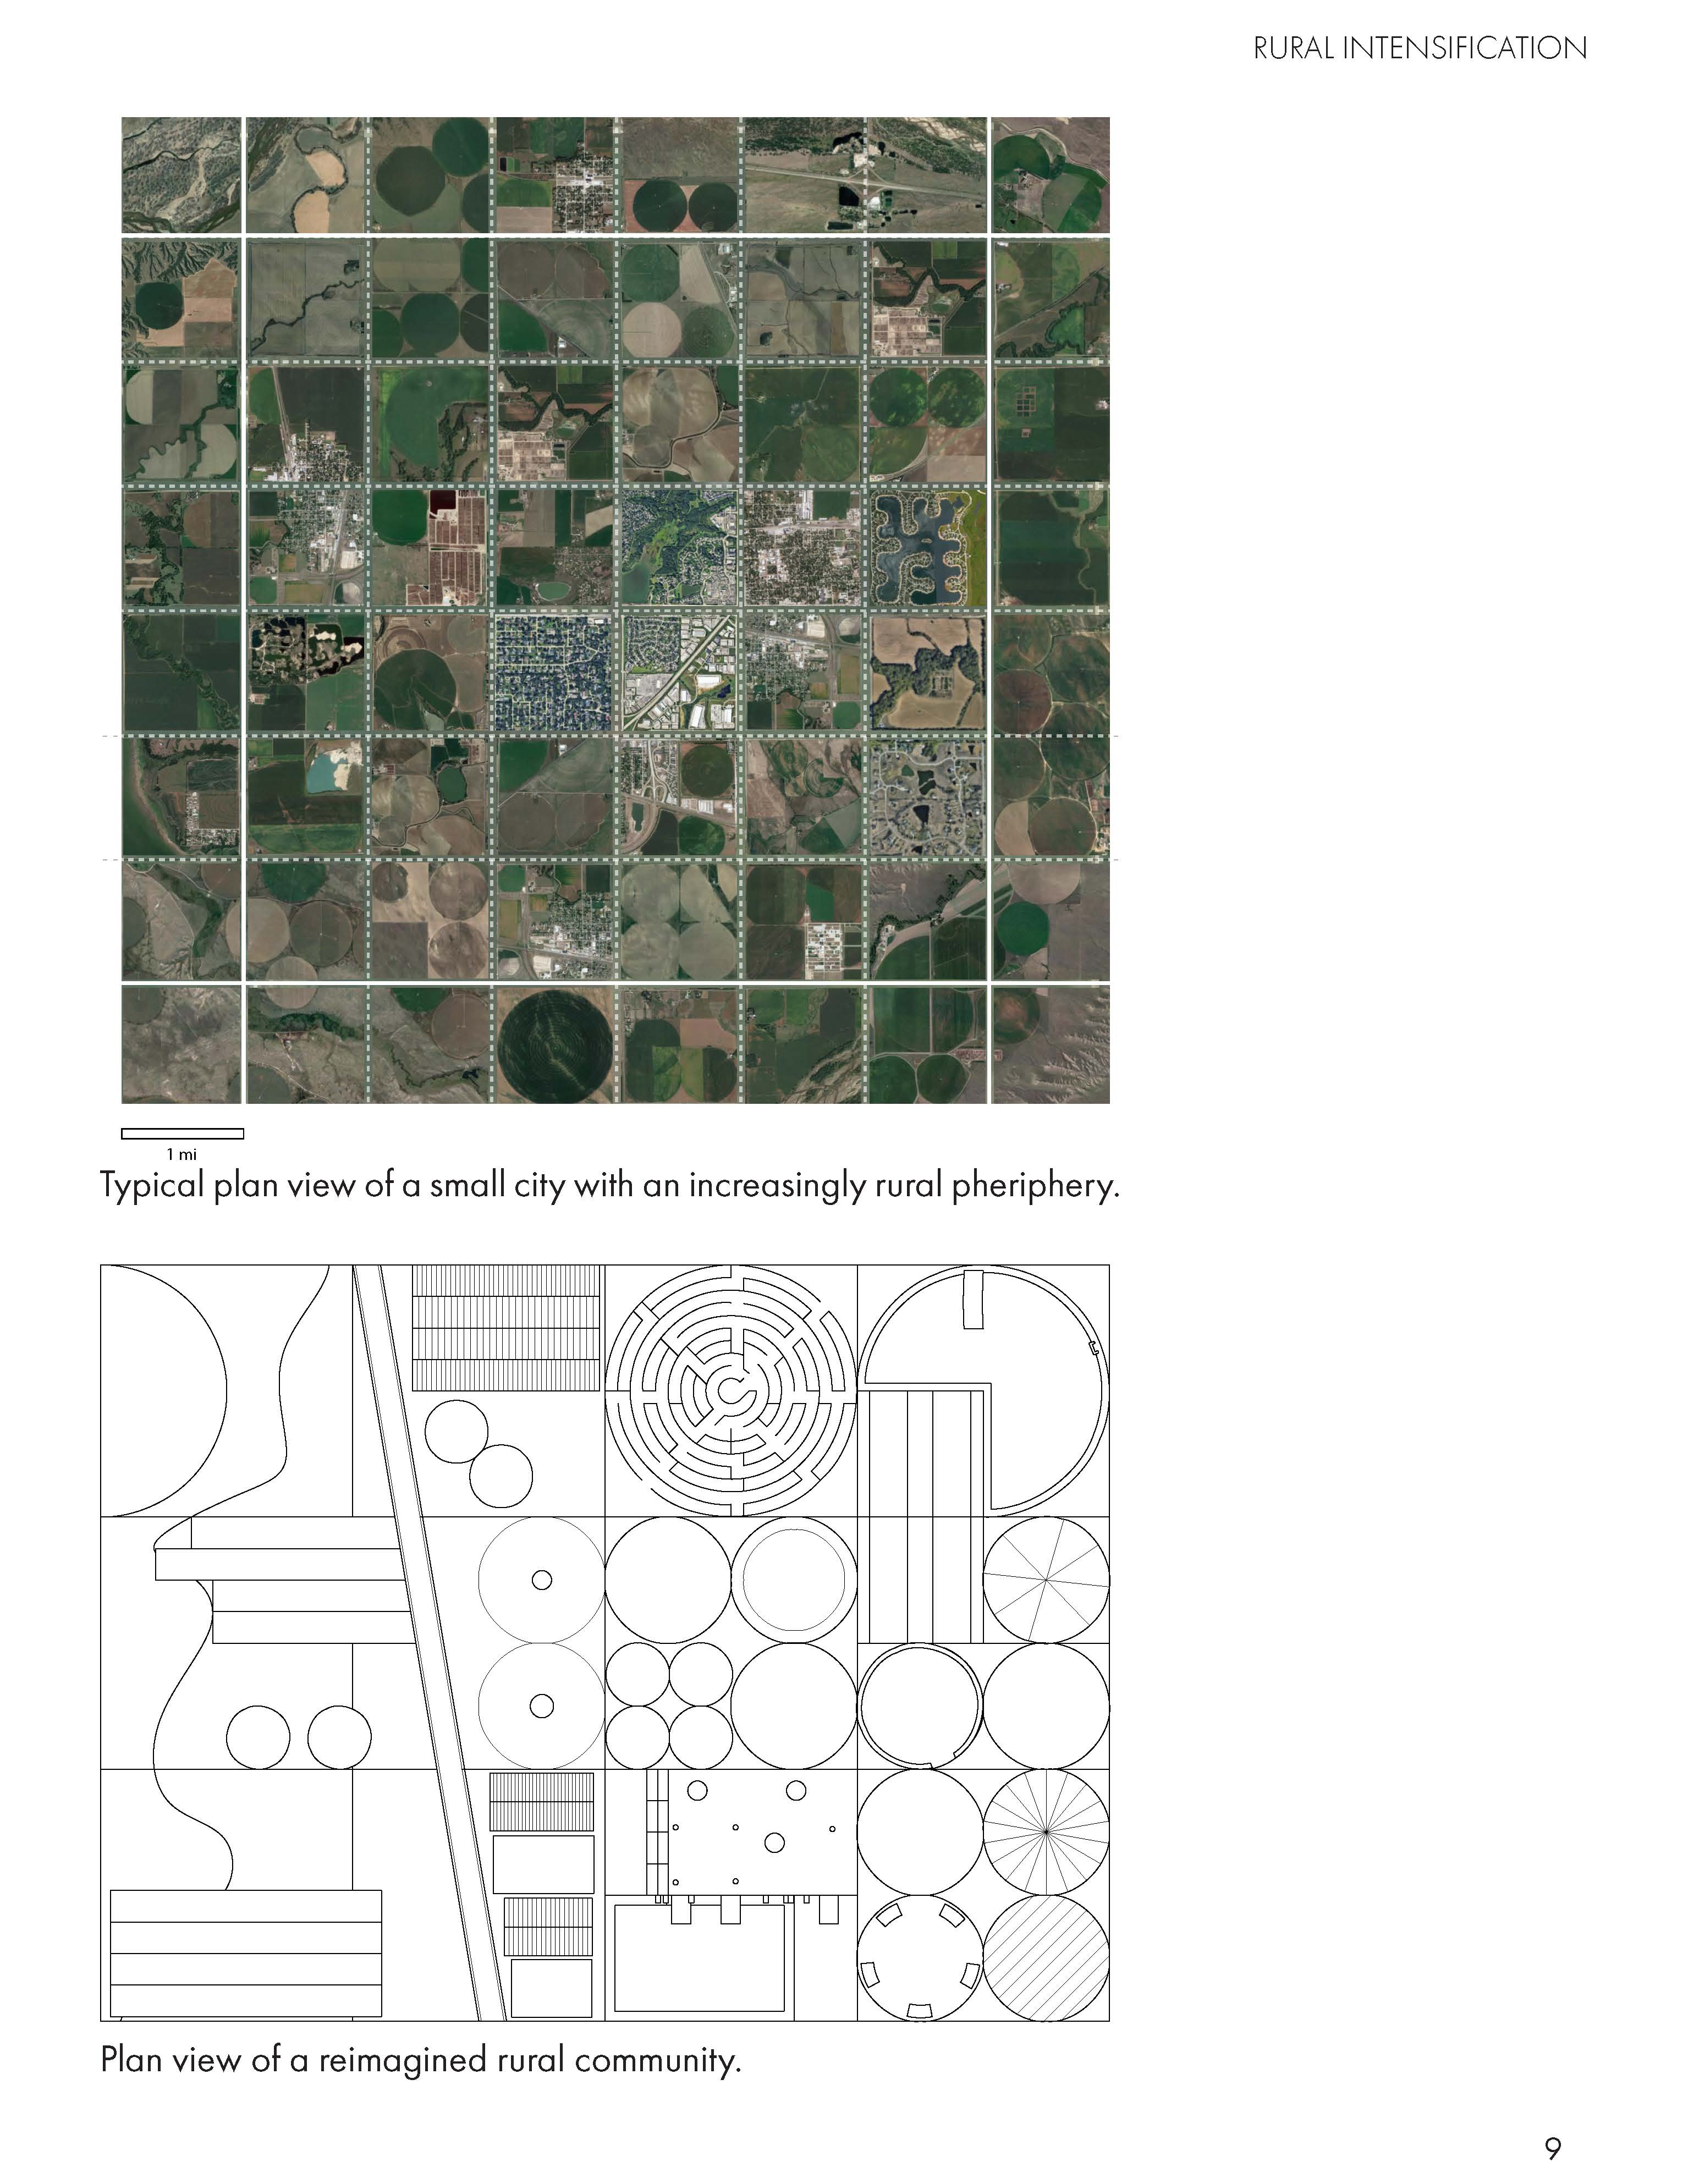 RURAL INTENSIFICATION
1 mi
Typical plan view of a small city with an increasingly rural pheriphery.
Plan view of a reimagined rural community.
9